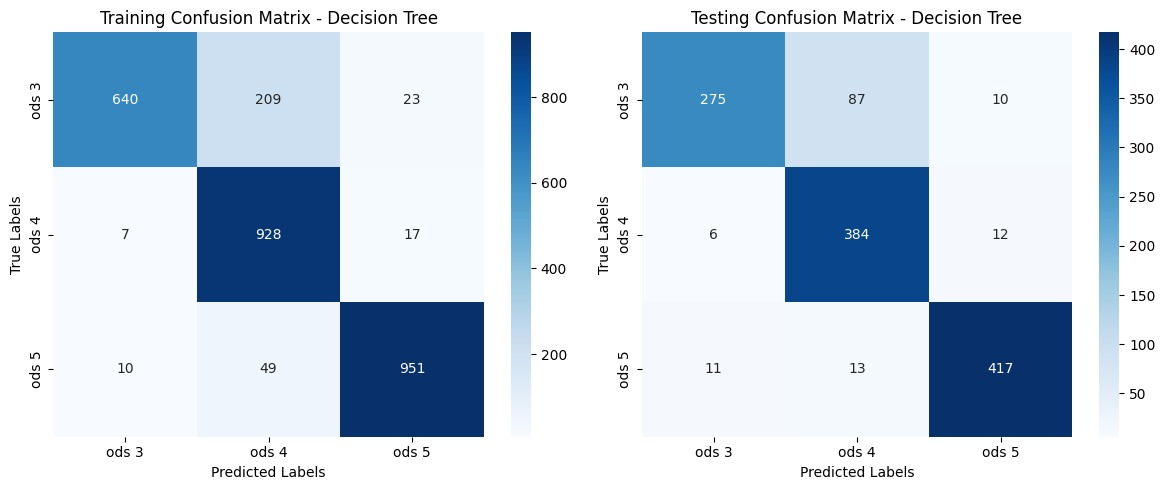 Training Confusion Matrix - Decision Tree
True Labels
ods 3
ods 4
ods 5
640 209 23
7 928 17
10 49 951
ods 3 ods 4 ods 5
Predicted Labels
800
600
400
200
Testing Confusion Matrix - Decision Tree
True Labels
ods 3
ods 4
ods 5
275 87 10
6 384 12
11 13 417
ods 3 ods 4 ods 5
Predicted Labels
400
350
300
250
200
150
100
50